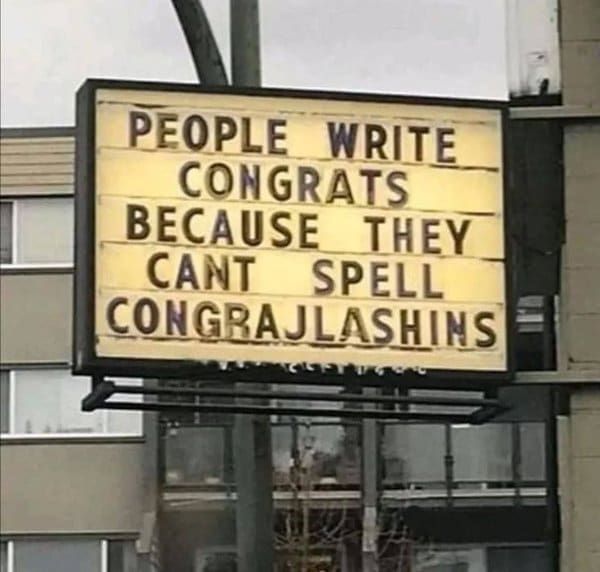 PEOPLE WRITE
CONGRATS
BECAUSE THEY
CANT SPELL
CONGRAJLASHINS